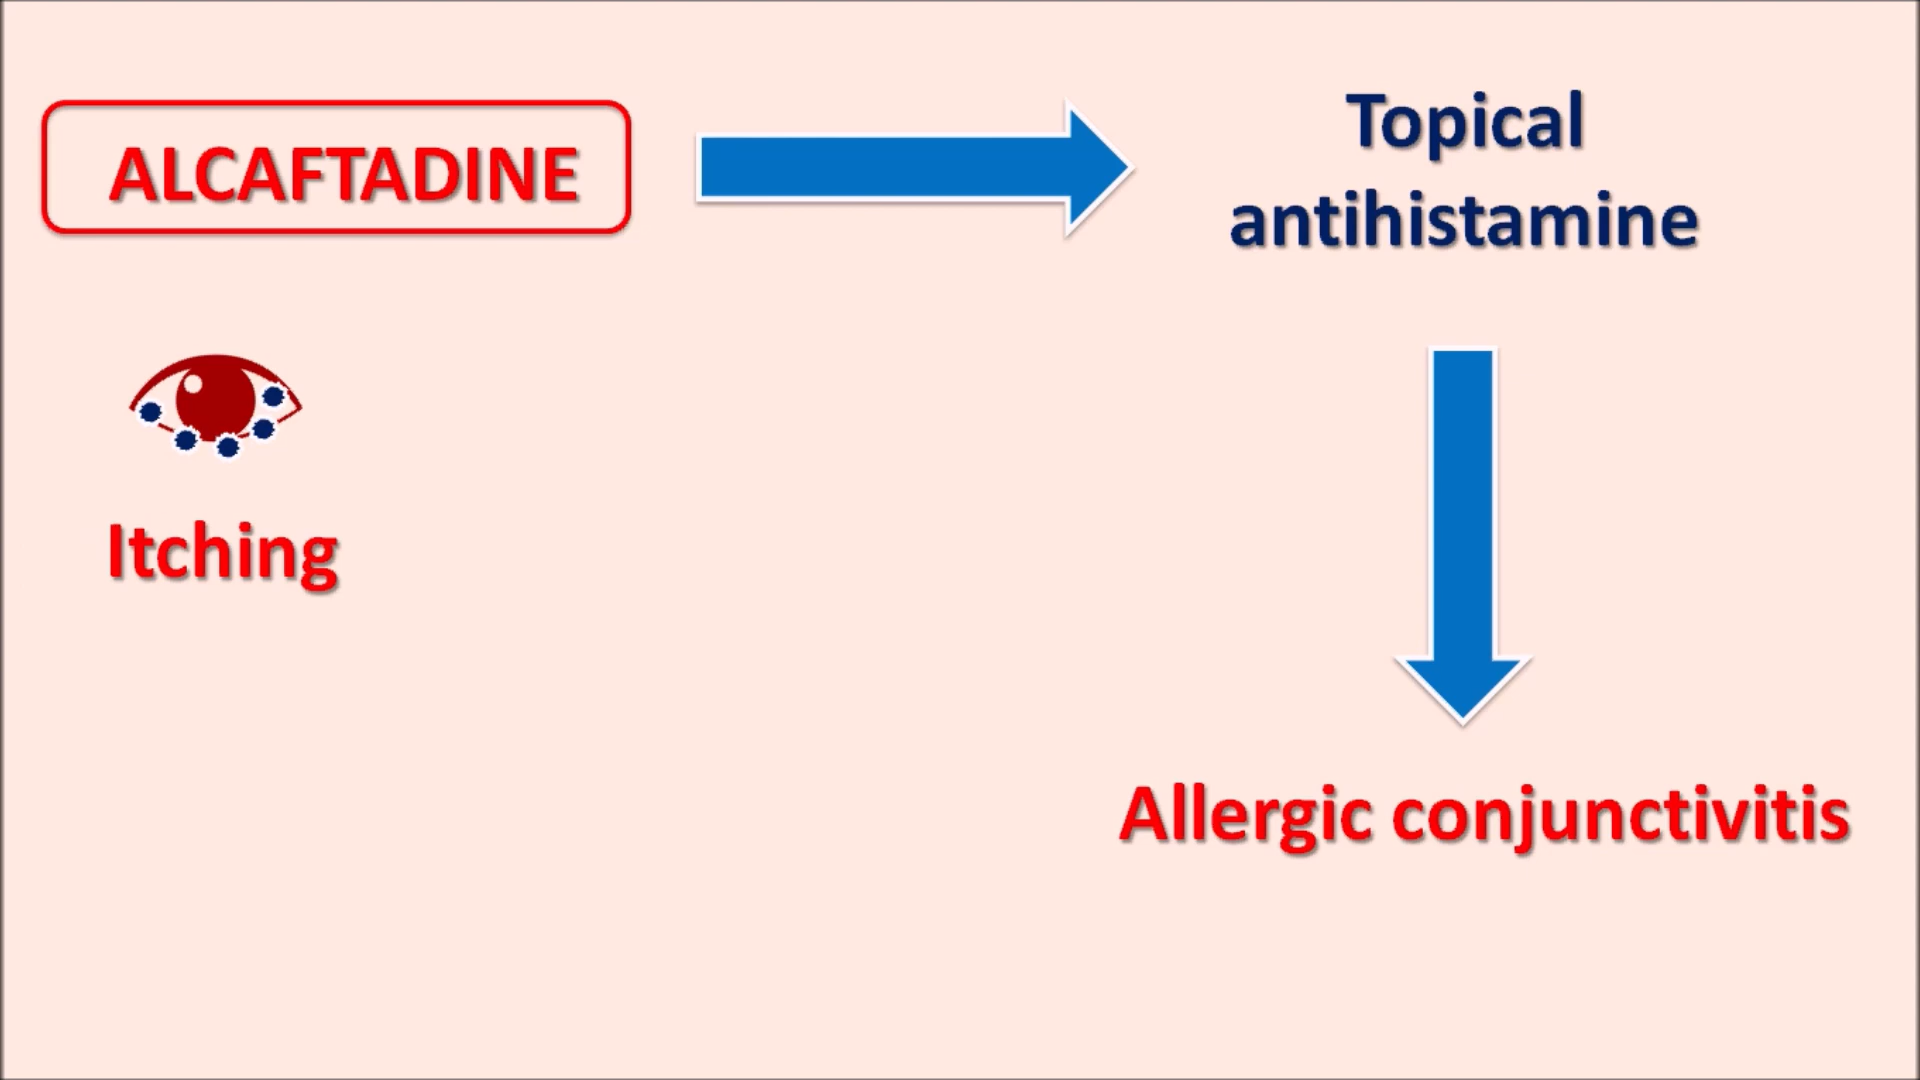 ALCAFTADINE
Topical
antihistamine
Itching
Allergic conjunctivitis